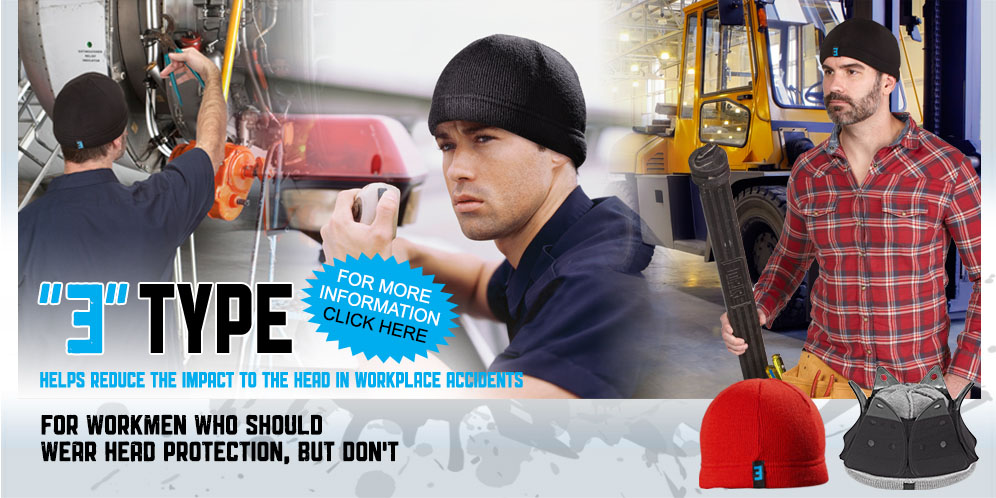 "3" TYPE
FOR MORE
INFORMATION
CLICK HERE
HELPS REDUCE THE IMPACT TO THE HEAD IN WORKPLACE ACCIDENTS
FOR WORKMEN WHO SHOULD
WEAR HEAD PROTECTION, BUT DON'T